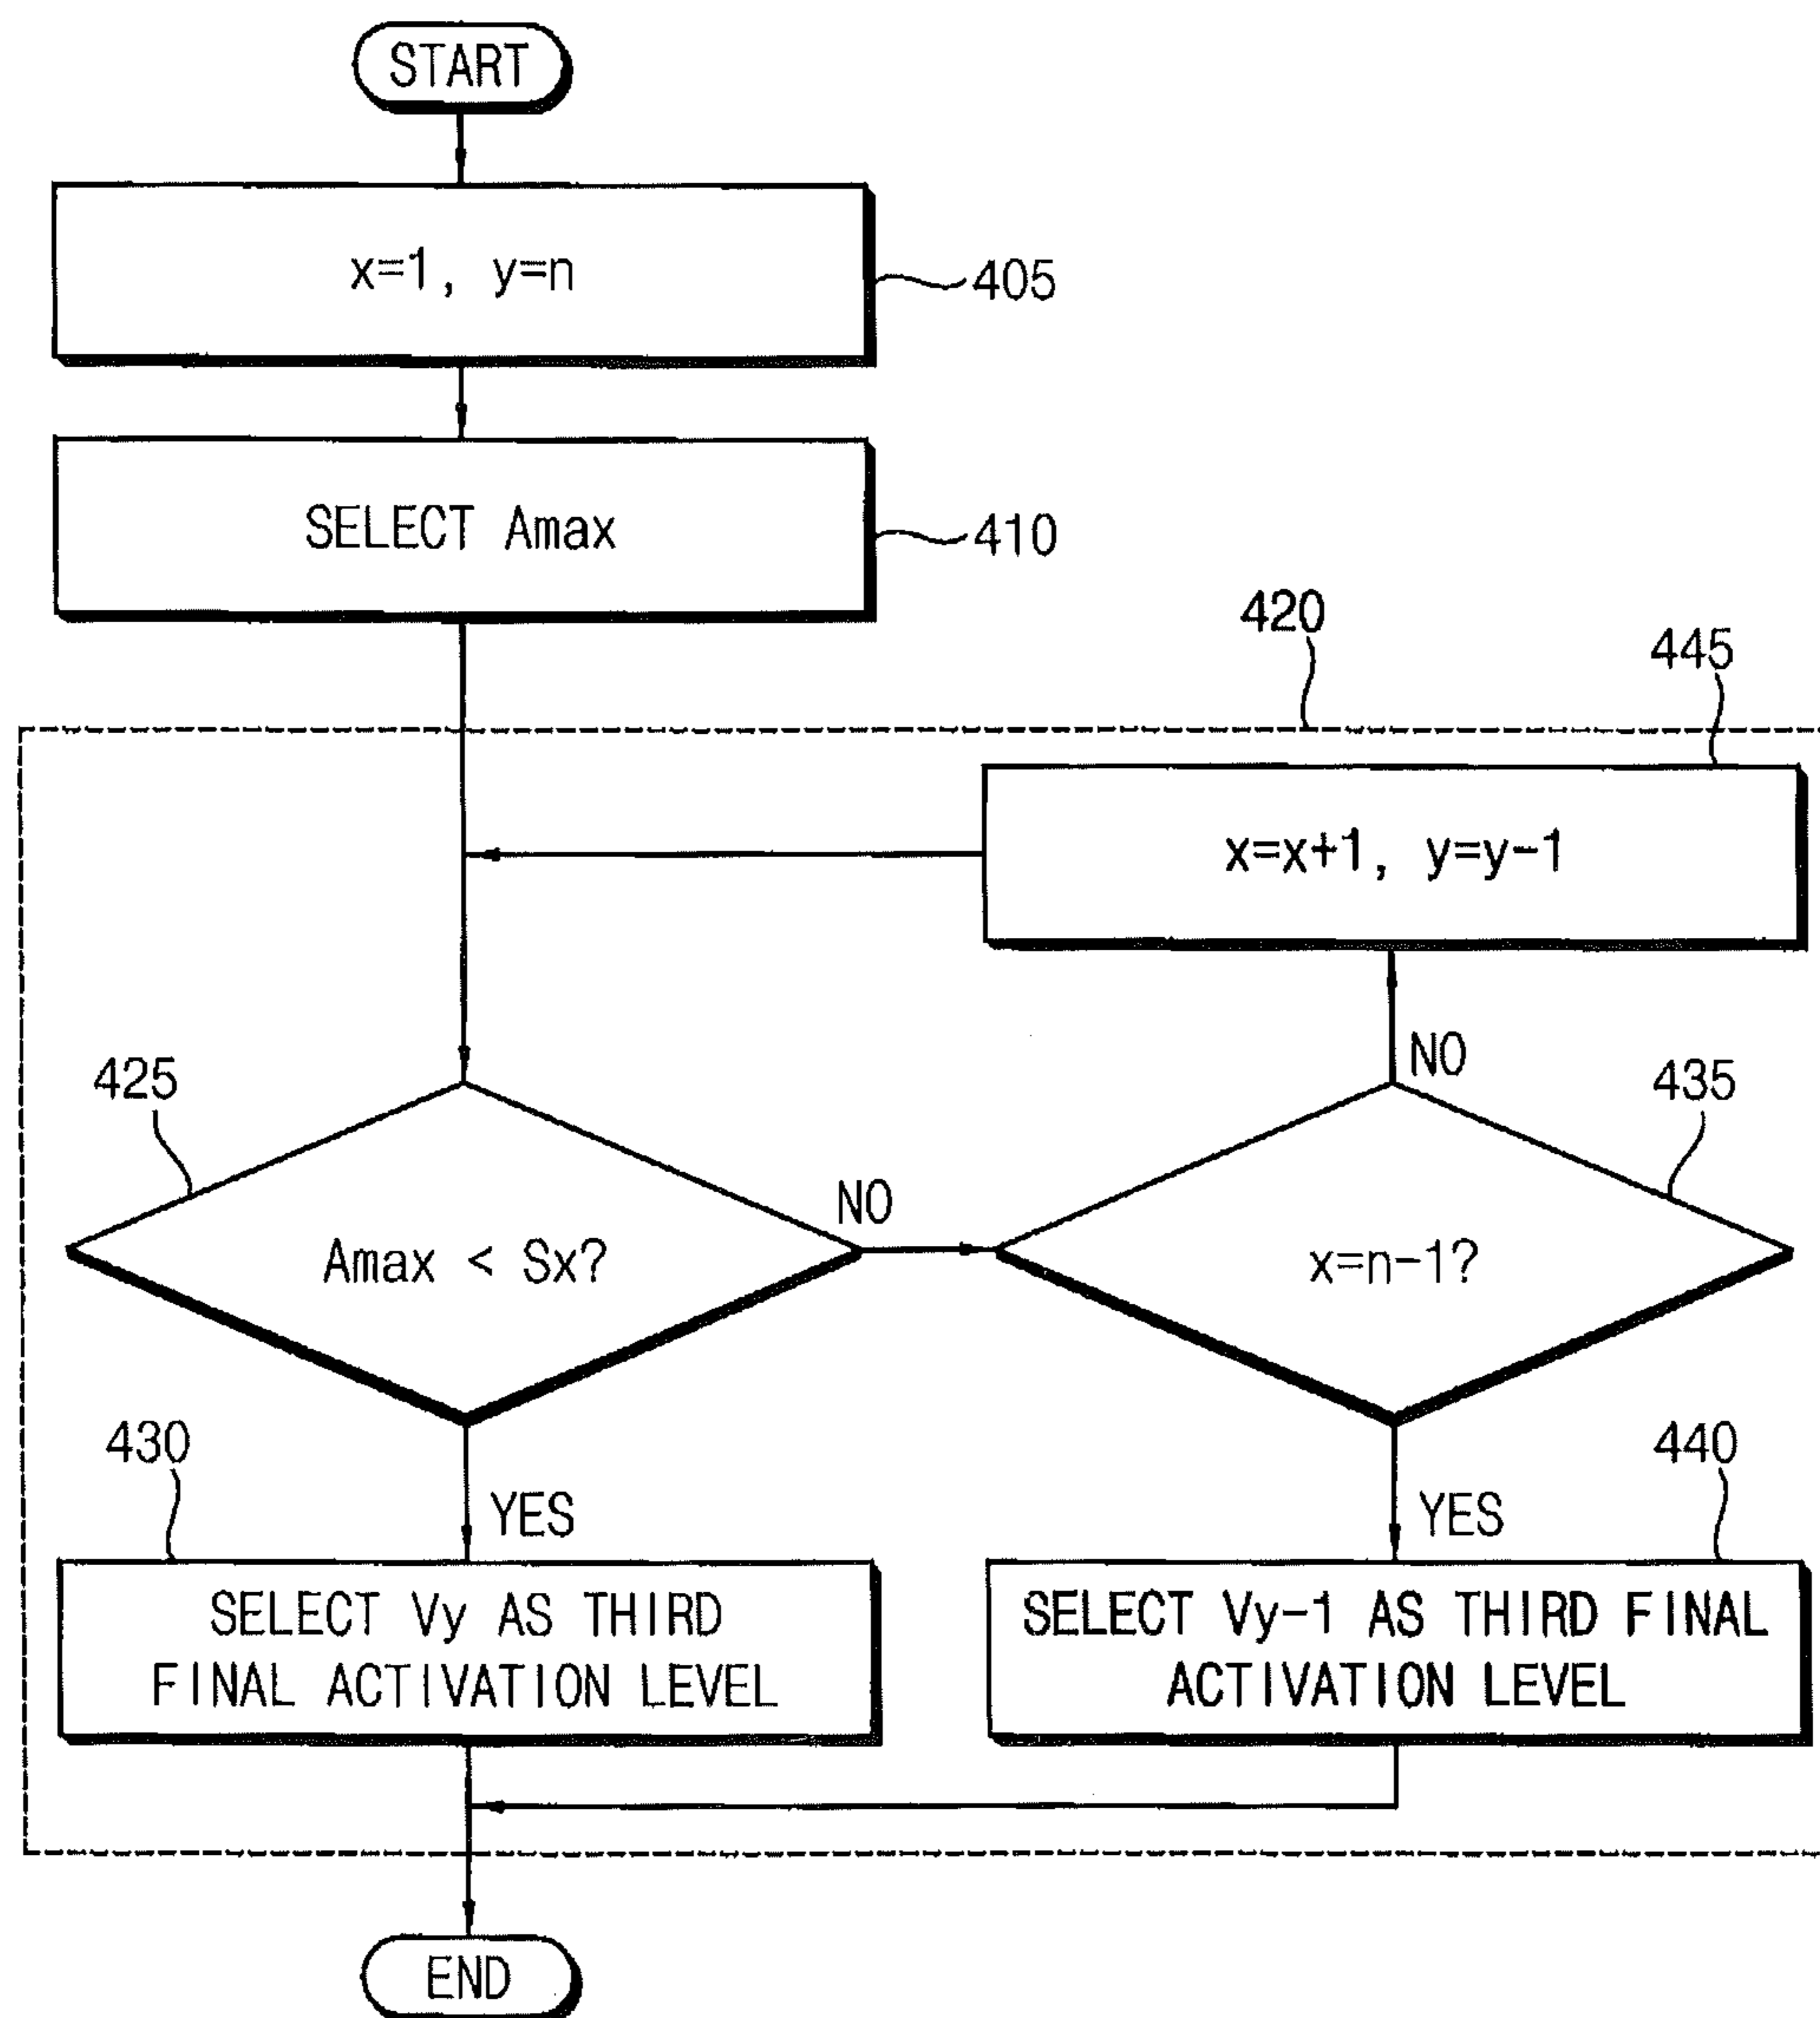 START
x=1, y=n
405
SELECT Amax
410
420
445
x=x+1, y=y-1
NO
425
435
NO
Amax < Sx?
x=n-1?
430
440
YES
YES
SELECT Vy AS THIRD
FINAL ACTIVATION LEVEL
SELECT Vy-1 AS THIRD FINAL
ACTIVATION LEVEL
END